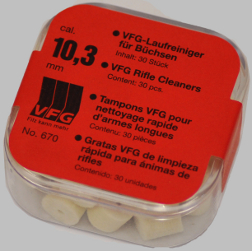 cal.
10,3
mm
VFG
No. 670
• VFG-Laufreiniger
für Büchsen
Inhalt: 30 Stück
• VFG Rifle Cleaners
Content: 30 pcs.
• Tampons VFG pour
nettoyage rapide
d'armes longues
Contenu: 30 pièces
• Gratas VFG de limpieza
rápida para ánimas de
rifles
Contenido: 30 unidades